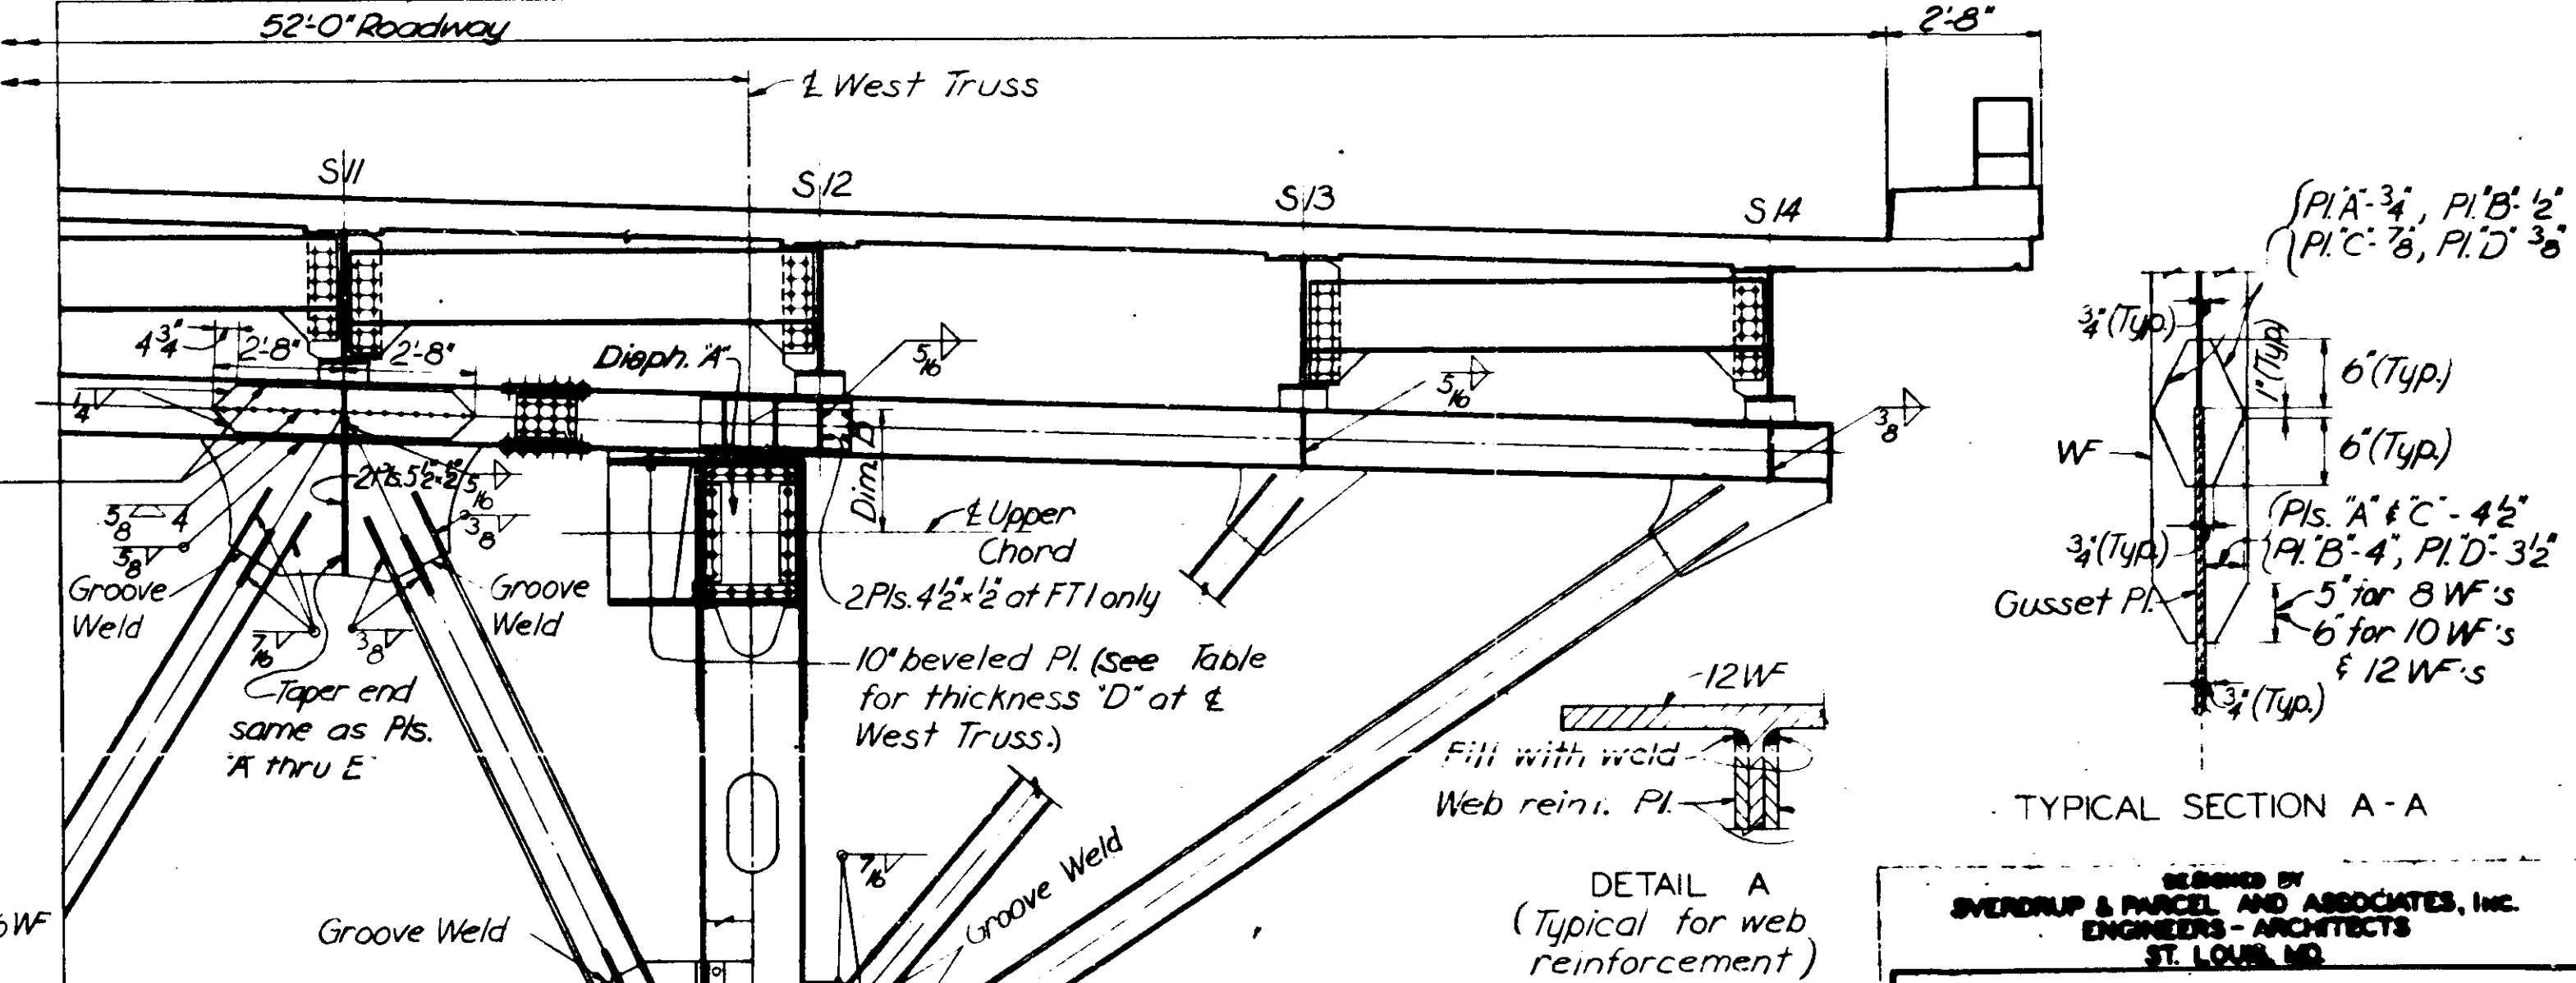 52'-0" Roadway
2'-8"
℄ West Truss
S11
S12
S13
S14
4 3/4"
2'-8"
2'-8"
Diaph. "A"
5/16
5/16
3/8
1/4
Dim. D
2 Pls. 5 1/2" x 1/2"
5/16
5/8 4
5/8
3/8
℄ Upper
Chord
Groove
Weld
Groove
Weld
2 Pls. 4 1/2" x 1/2" at FT1 only
7/16
3/8
10" beveled Pl. (see Table
for thickness "D" at ℄
West Truss.)
Taper end
same as Pls.
"A" thru E
7/16
Groove Weld
Groove Weld
WF
12 WF
Fill with weld
Web reinf. Pl.
DETAIL A
(Typical for web
reinforcement)
Pl. "A"-3/4", Pl. "B"-1/2"
Pl. "C"-7/8", Pl. "D" 3/8"
3/4" (Typ.)
1" (Typ.)
6" (Typ.)
WF
6" (Typ.)
Pls. "A" & "C" - 4 1/2"
Pl. "B"-4", Pl. "D"-3 1/2"
3/4" (Typ.)
Gusset Pl.
5" for 8 WF's
6" for 10 WF's
& 12 WF's
3/4" (Typ.)
TYPICAL SECTION A-A
DESIGNED BY
SVERDRUP & PARCEL AND ASSOCIATES, INC.
ENGINEERS - ARCHITECTS
ST. LOUIS, MO.